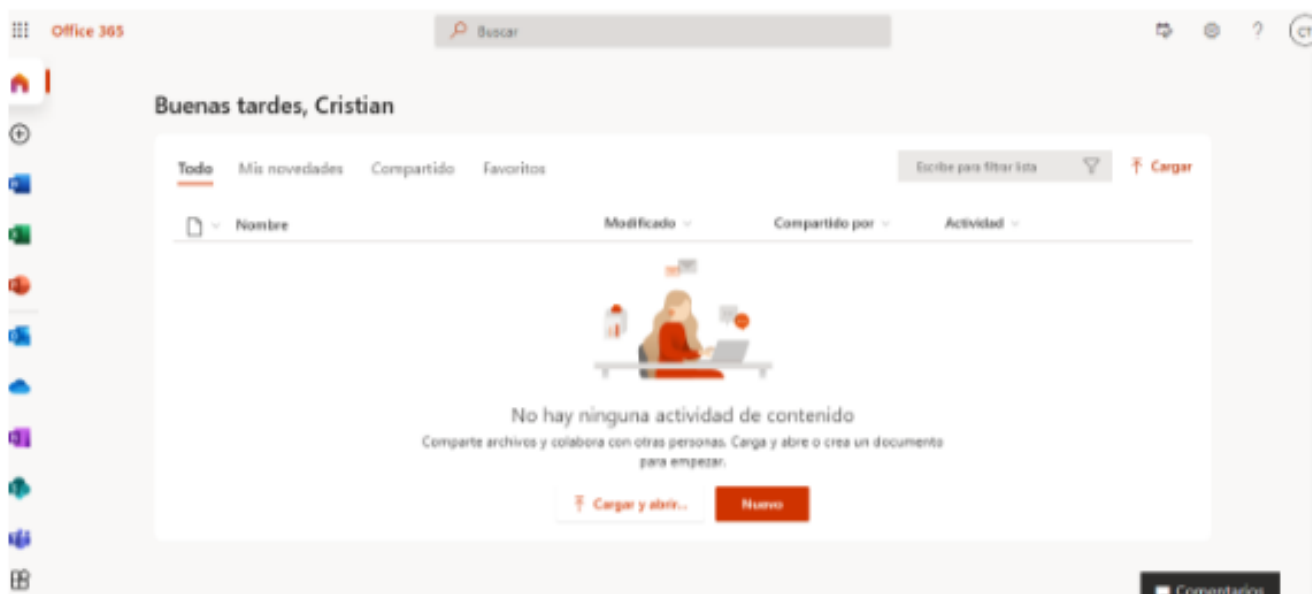 Office 365
Buscar
?
CT
Buenas tardes, Cristian
Todo Mis novedades Compartido Favoritos
Escribe para filtrar lista
Cargar
Nombre Modificado Compartido por Actividad
No hay ninguna actividad de contenido
Comparte archivos y colabora con otras personas. Carga y abre o crea un documento
para empezar.
Cargar y abrir... Nuevo
Comentarios